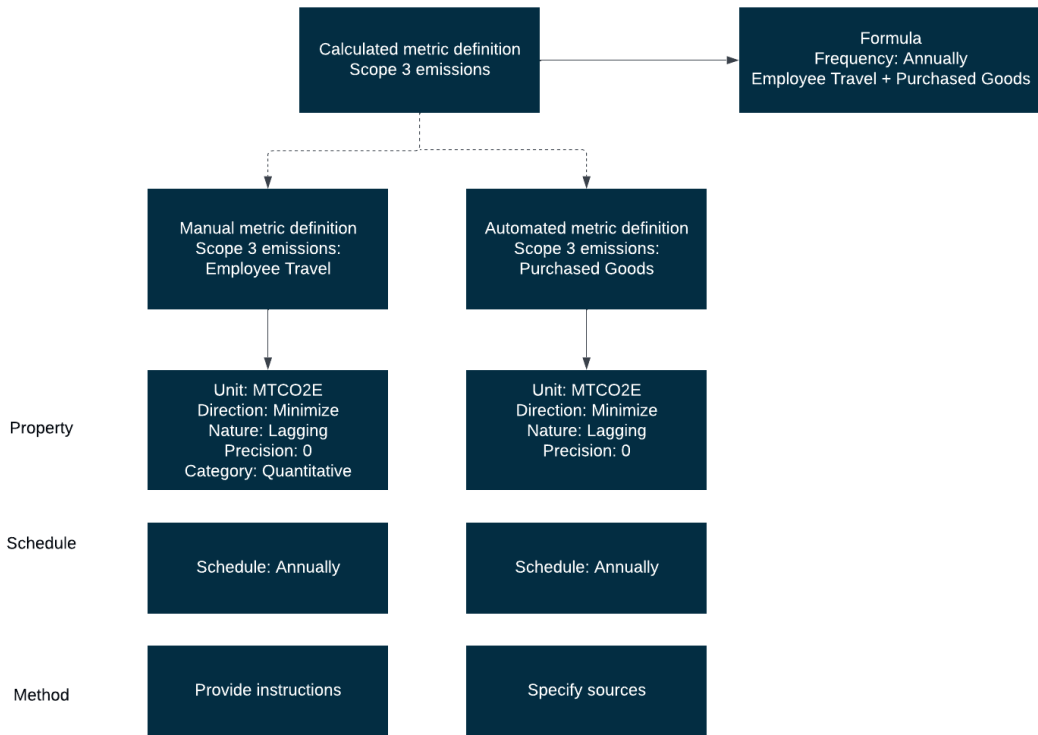 Calculated metric definition
Scope 3 emissions
Formula
Frequency: Annually
Employee Travel + Purchased Goods
Manual metric definition
Scope 3 emissions:
Employee Travel
Automated metric definition
Scope 3 emissions:
Purchased Goods
Property
Unit: MTCO2E
Direction: Minimize
Nature: Lagging
Precision: 0
Category: Quantitative
Unit: MTCO2E
Direction: Minimize
Nature: Lagging
Precision: 0
Schedule
Schedule: Annually
Schedule: Annually
Method
Provide instructions
Specify sources